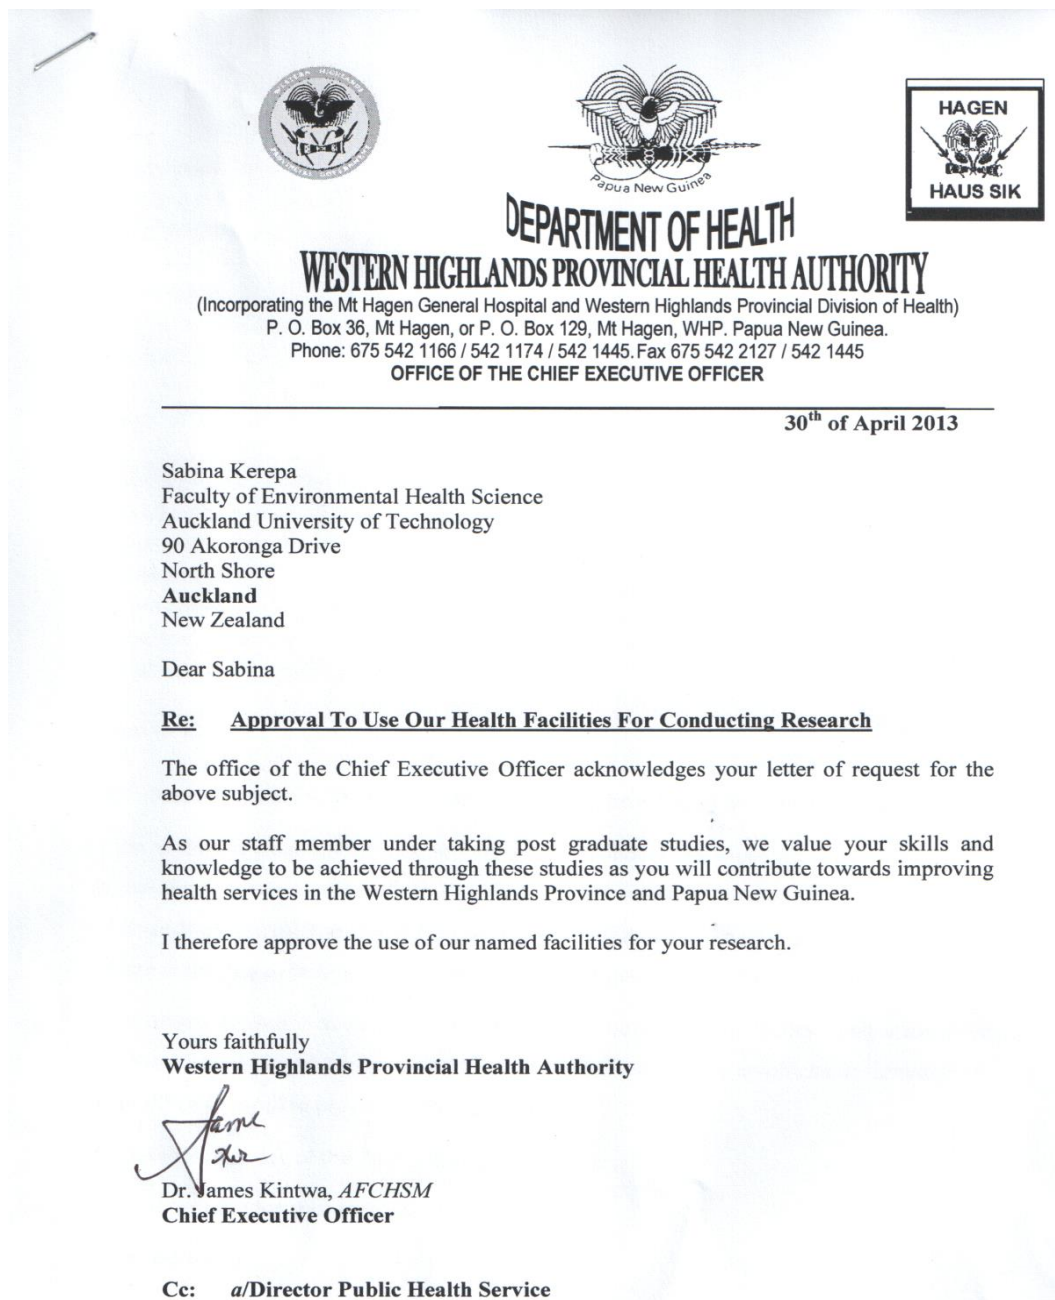 WESTERN HIGHLANDS
PROVINCIAL GOVERNMENT
Papua New Guinea
HAGEN
HAUS SIK
DEPARTMENT OF HEALTH
WESTERN HIGHLANDS PROVINCIAL HEALTH AUTHORITY
(Incorporating the Mt Hagen General Hospital and Western Highlands Provincial Division of Health)
P. O. Box 36, Mt Hagen, or P. O. Box 129, Mt Hagen, WHP. Papua New Guinea.
Phone: 675 542 1166 / 542 1174 / 542 1445. Fax 675 542 2127 / 542 1445
OFFICE OF THE CHIEF EXECUTIVE OFFICER
30th of April 2013
Sabina Kerepa
Faculty of Environmental Health Science
Auckland University of Technology
90 Akoronga Drive
North Shore
Auckland
New Zealand
Dear Sabina
Re: Approval To Use Our Health Facilities For Conducting Research
The office of the Chief Executive Officer acknowledges your letter of request for the
above subject.
As our staff member under taking post graduate studies, we value your skills and
knowledge to be achieved through these studies as you will contribute towards improving
health services in the Western Highlands Province and Papua New Guinea.
I therefore approve the use of our named facilities for your research.
Yours faithfully
Western Highlands Provincial Health Authority
Dr. James Kintwa, AFCHSM
Chief Executive Officer
Cc: a/Director Public Health Service